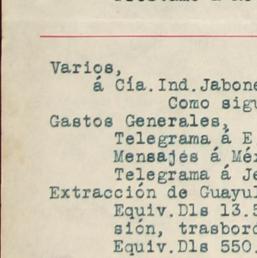 Varios,
á Cía.Ind.Jabone
Como sigu
Gastos Generales,
Telegrama á E
Mensajes á Méx
Telegrama á Je
Extracción de Guayul
Equiv.Dls 13.5
sión, trasbord
Equiv.Dls 550.